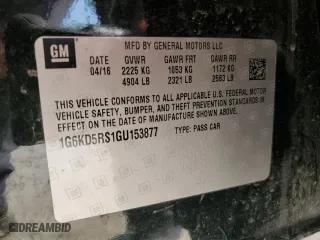 GM
MFD BY GENERAL MOTORS LLC
DATE GVWR GAWR FRT GAWR RR
04/16 2225 KG 1053 KG 1172 KG
4904 LB 2321 LB 2583 LB
THIS VEHICLE CONFORMS TO ALL APPLICABLE U.S. FEDERAL MOTOR
VEHICLE SAFETY, BUMPER, AND THEFT PREVENTION STANDARDS
IN EFFECT ON THE DATE OF MANUFACTURE SHOWN ABOVE.
1G6KD5RS1GU153877 TYPE: PASS CAR
DREAMBID